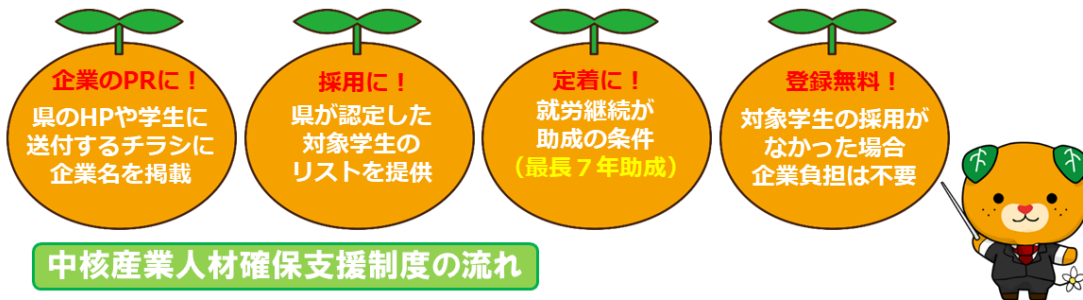 企業のPRに！
県のHPや学生に
送付するチラシに
企業名を掲載
採用に！
県が認定した
対象学生の
リストを提供
定着に！
就労継続が
助成の条件
（最長７年助成）
登録無料！
対象学生の採用が
なかった場合
企業負担は不要
中核産業人材確保支援制度の流れ